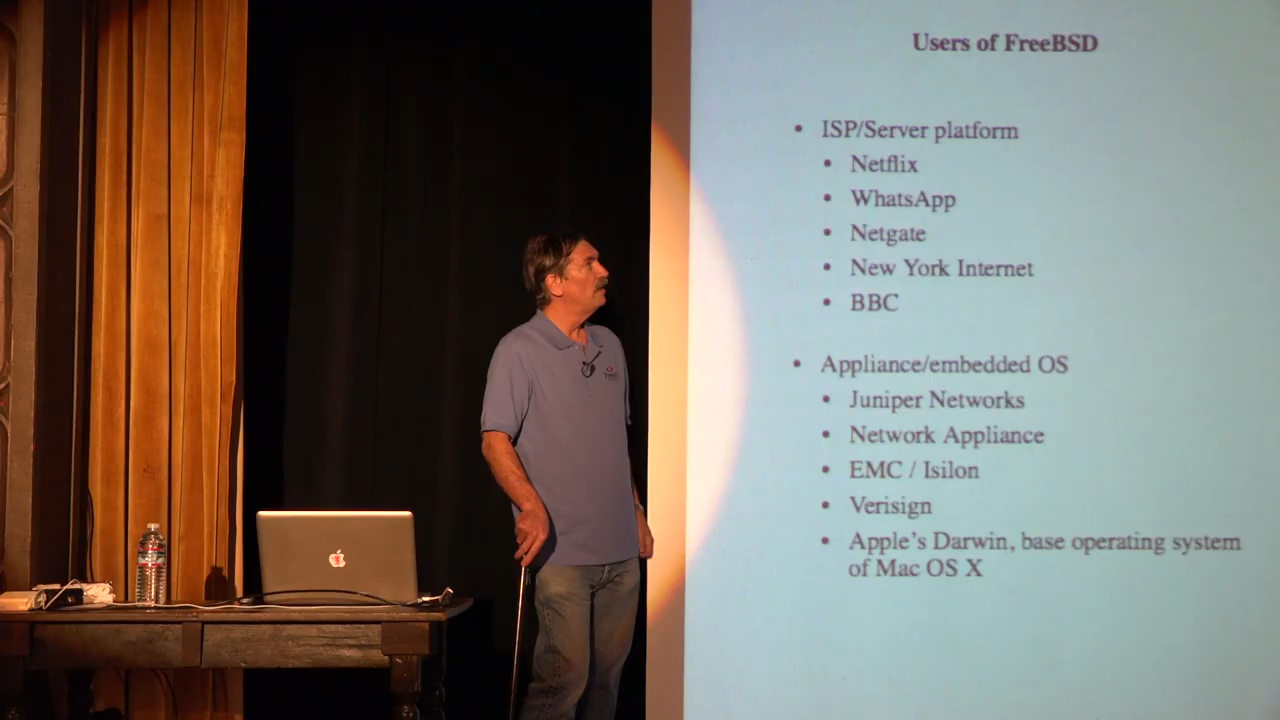 Users of FreeBSD
• ISP/Server platform
• Netflix
• WhatsApp
• Netgate
• New York Internet
• BBC
• Appliance/embedded OS
• Juniper Networks
• Network Appliance
• EMC / Isilon
• Verisign
• Apple's Darwin, base operating system
of Mac OS X